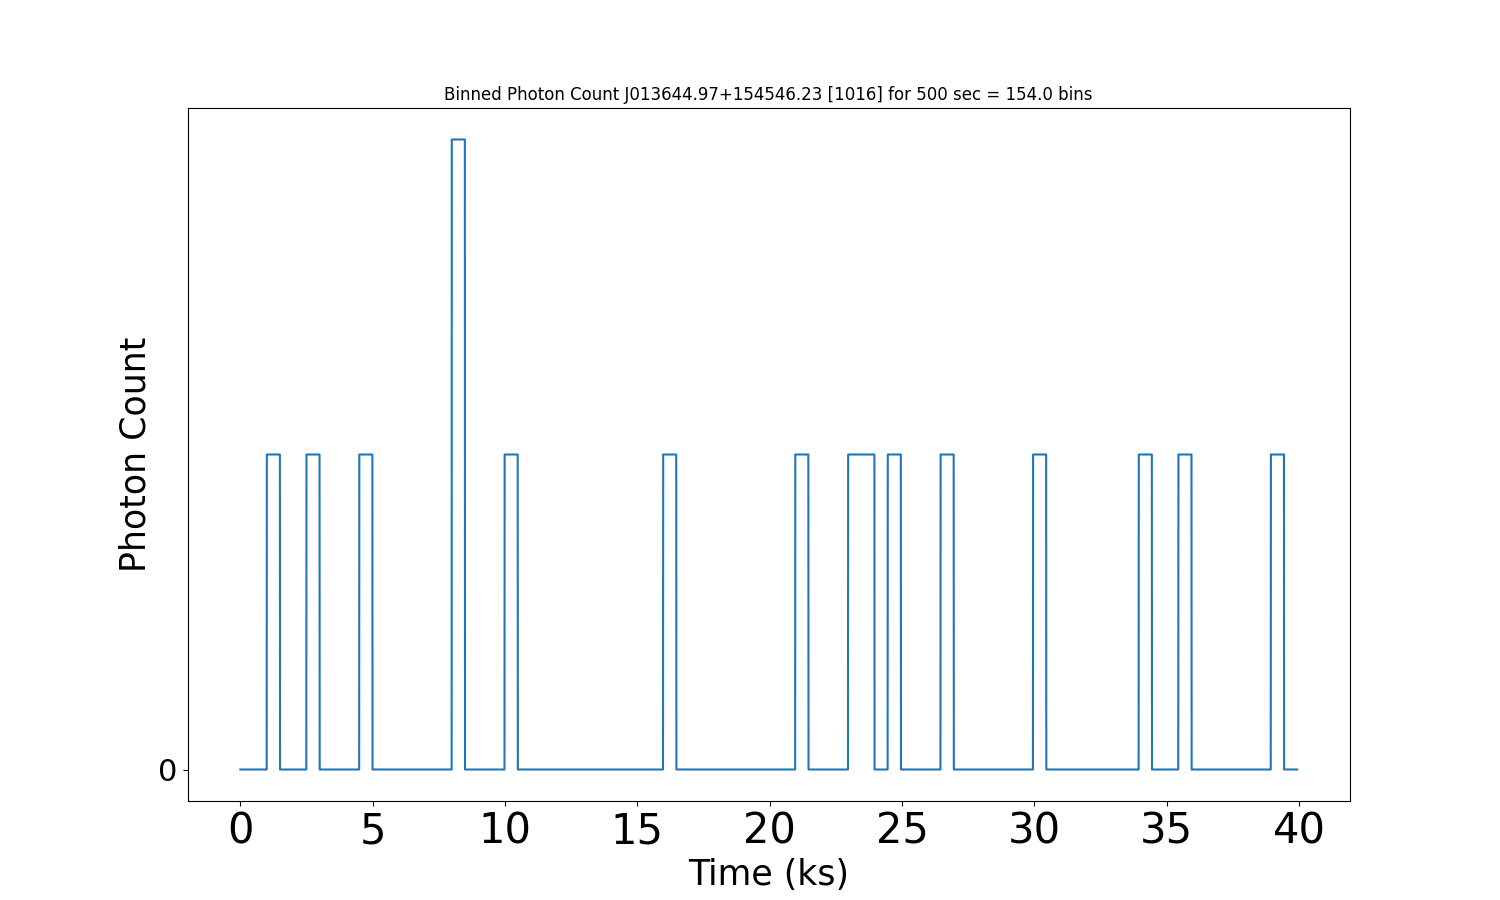 Binned Photon Count J013644.97+154546.23 [1016] for 500 sec = 154.0 bins
Photon Count
0
0 5 10 15 20 25 30 35 40
Time (ks)